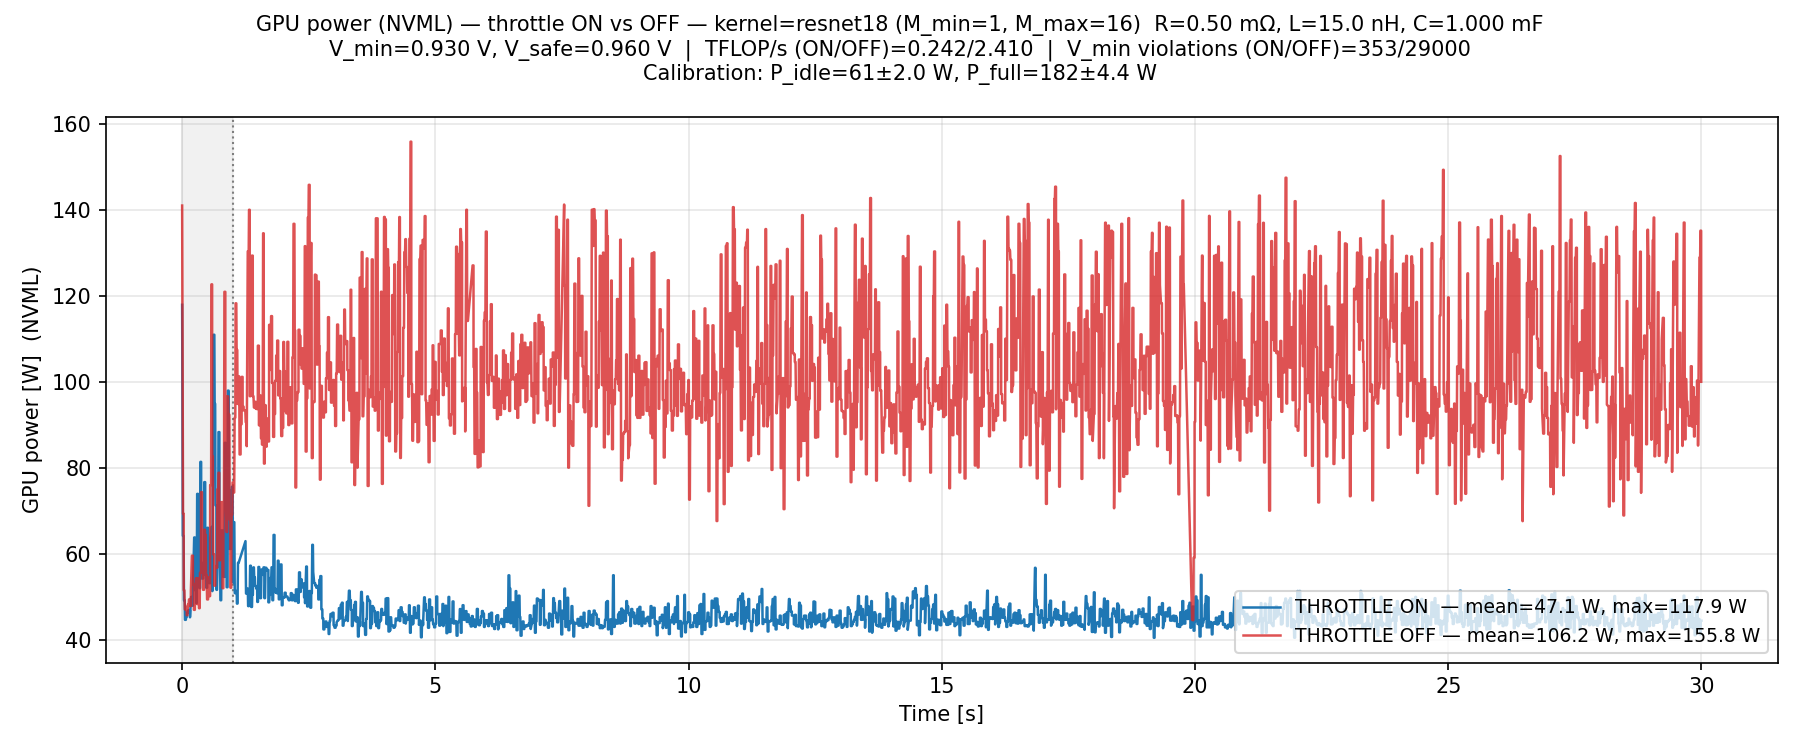 GPU power (NVML) — throttle ON vs OFF — kernel=resnet18 (M_min=1, M_max=16)  R=0.50 mΩ, L=15.0 nH, C=1.000 mF
V_min=0.930 V, V_safe=0.960 V  |  TFLOP/s (ON/OFF)=0.242/2.410  |  V_min violations (ON/OFF)=353/29000
Calibration: P_idle=61±2.0 W, P_full=182±4.4 W
GPU power [W]  (NVML)
160
140
120
100
80
60
40
THROTTLE ON  — mean=47.1 W, max=117.9 W
THROTTLE OFF — mean=106.2 W, max=155.8 W
0
5
10
15
20
25
30
Time [s]